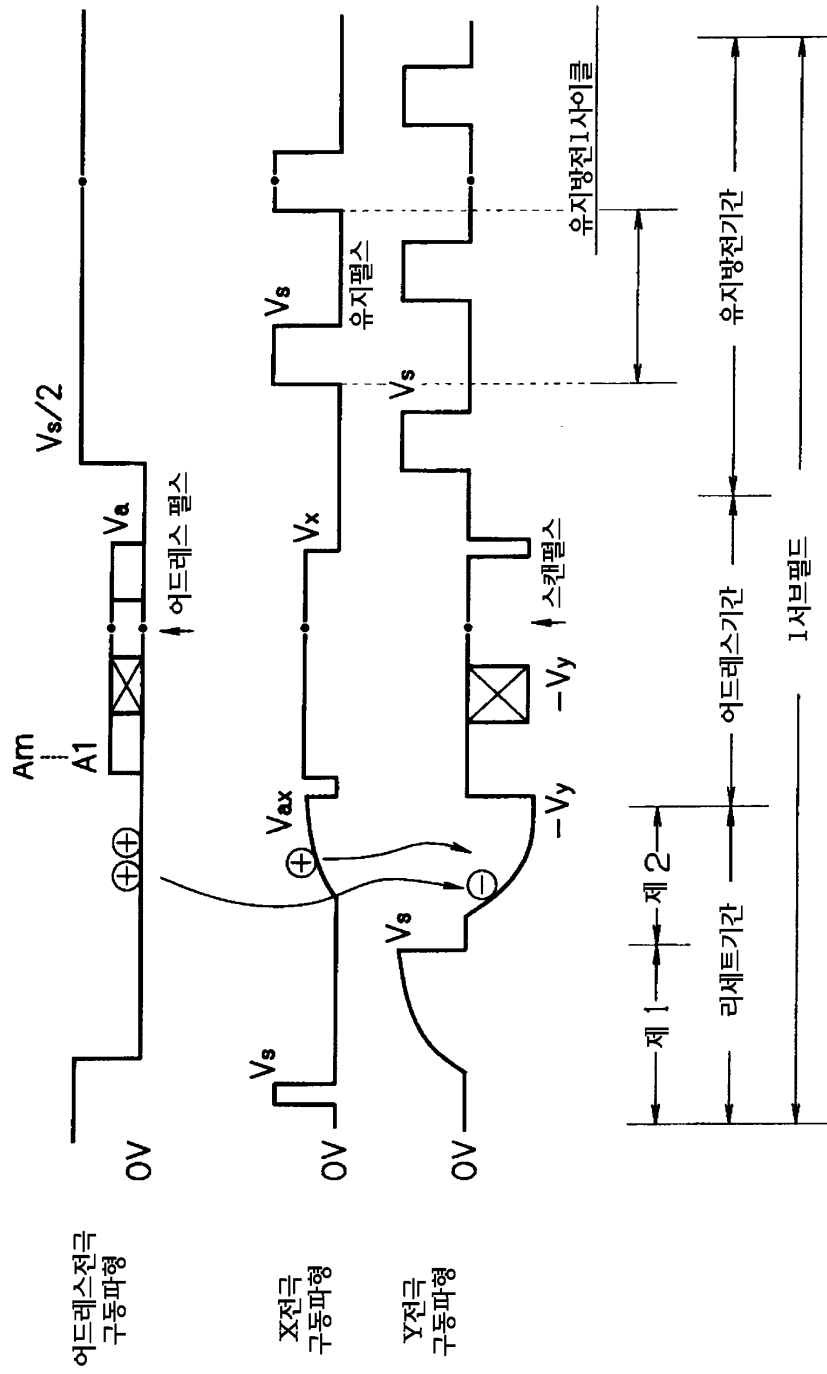 어드레스전극
구동파형
0V
Am
A1
Va
Vs/2
어드레스 펄스
X전극
구동파형
0V
Vs
Vax
Vx
Vs
유지펄스
Y전극
구동파형
0V
Vs
-Vy
-Vy
스캔펄스
Vs
유지방전1사이클
제 1
제 2
리세트기간
어드레스기간
유지방전기간
1서브필드